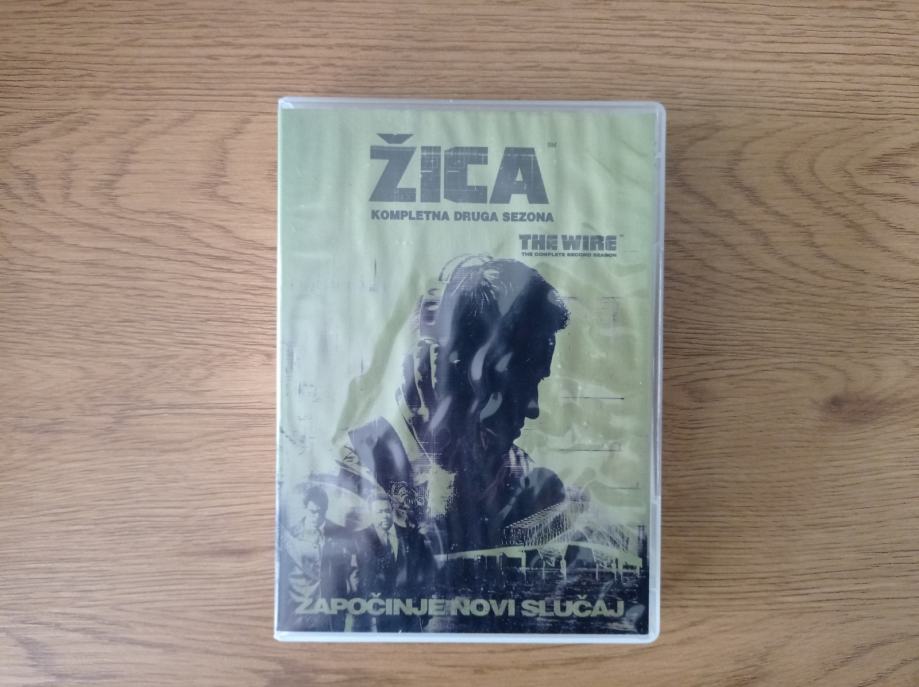 ŽICA
KOMPLETNA DRUGA SEZONA
THE WIRE
THE COMPLETE SECOND SEASON
ZAPOČINJE NOVI SLUČAJ